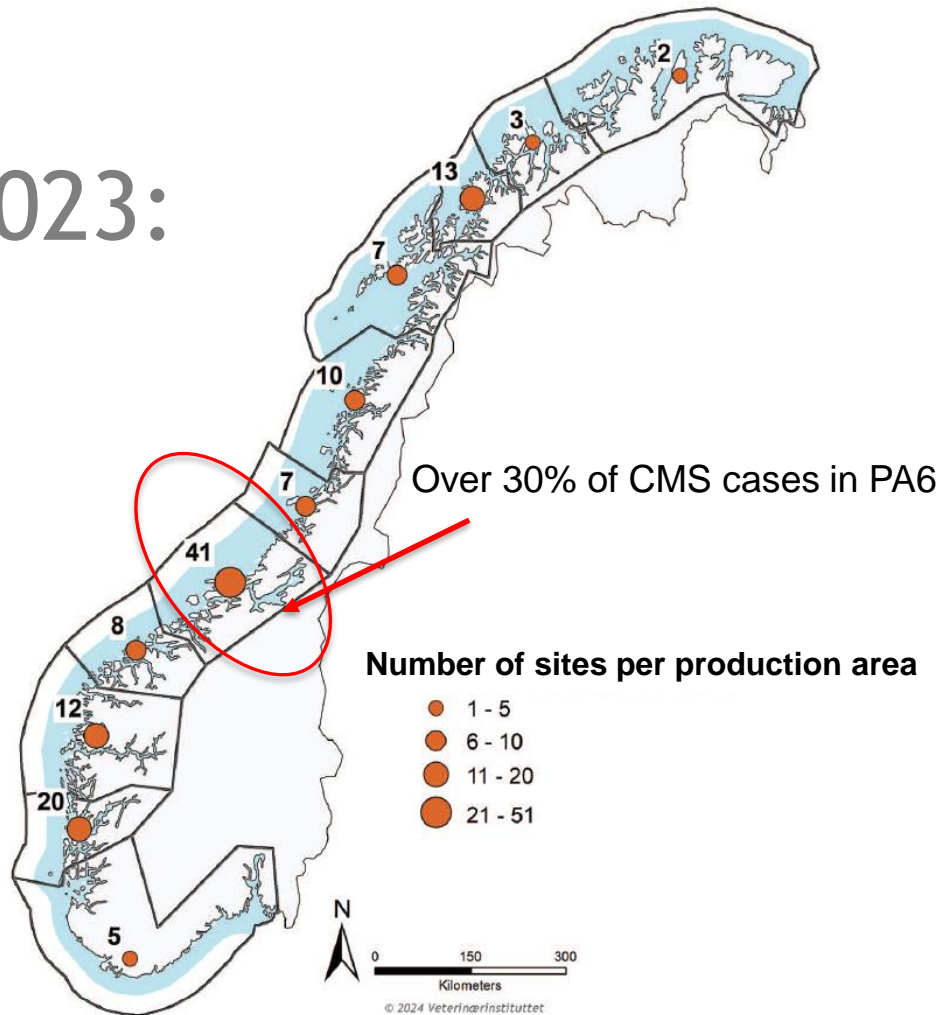 023:
2
3
13
7
10
7
Over 30% of CMS cases in PA6
41
8
Number of sites per production area
1 - 5
12
6 - 10
11 - 20
20
21 - 51
N
5
0 150 300
Kilometers
© 2024 Veterinærinstituttet